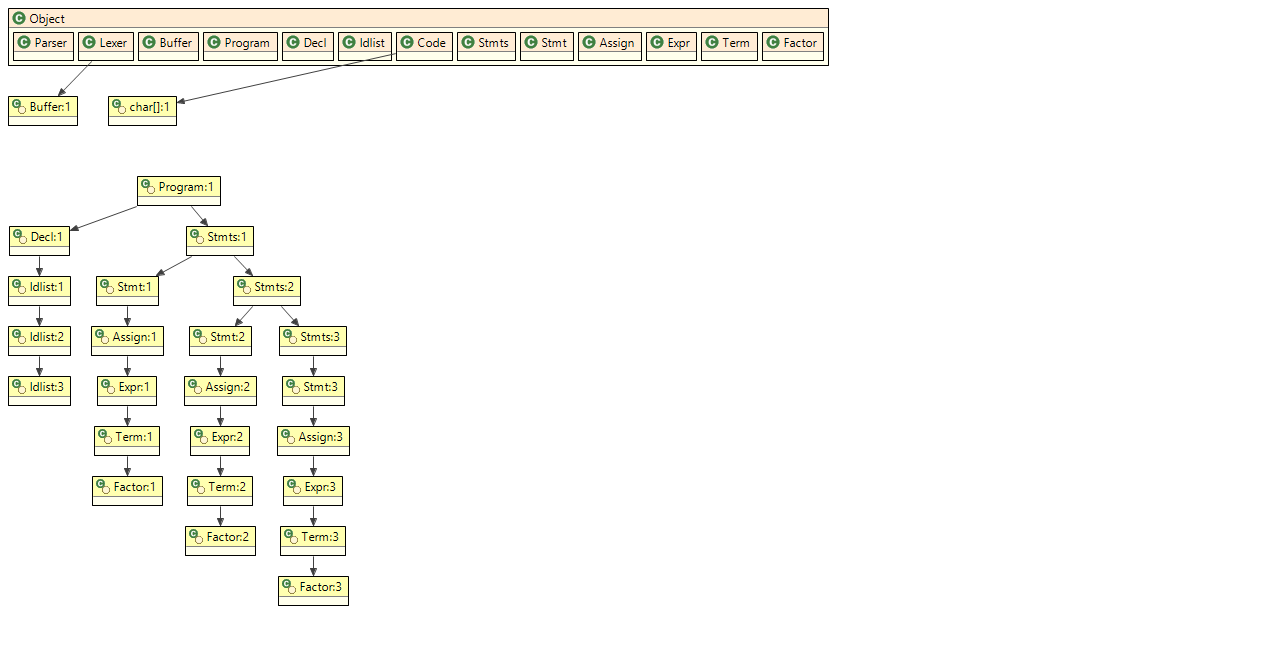 Object
Parser Lexer Buffer Program Decl Idlist Code Stmts Stmt Assign Expr Term Factor
Buffer:1 char[]:1
Program:1
Decl:1 Stmts:1
Idlist:1 Stmt:1 Stmts:2
Idlist:2 Assign:1 Stmt:2 Stmts:3
Idlist:3 Expr:1 Assign:2 Stmt:3
Term:1 Expr:2 Assign:3
Factor:1 Term:2 Expr:3
Factor:2 Term:3
Factor:3